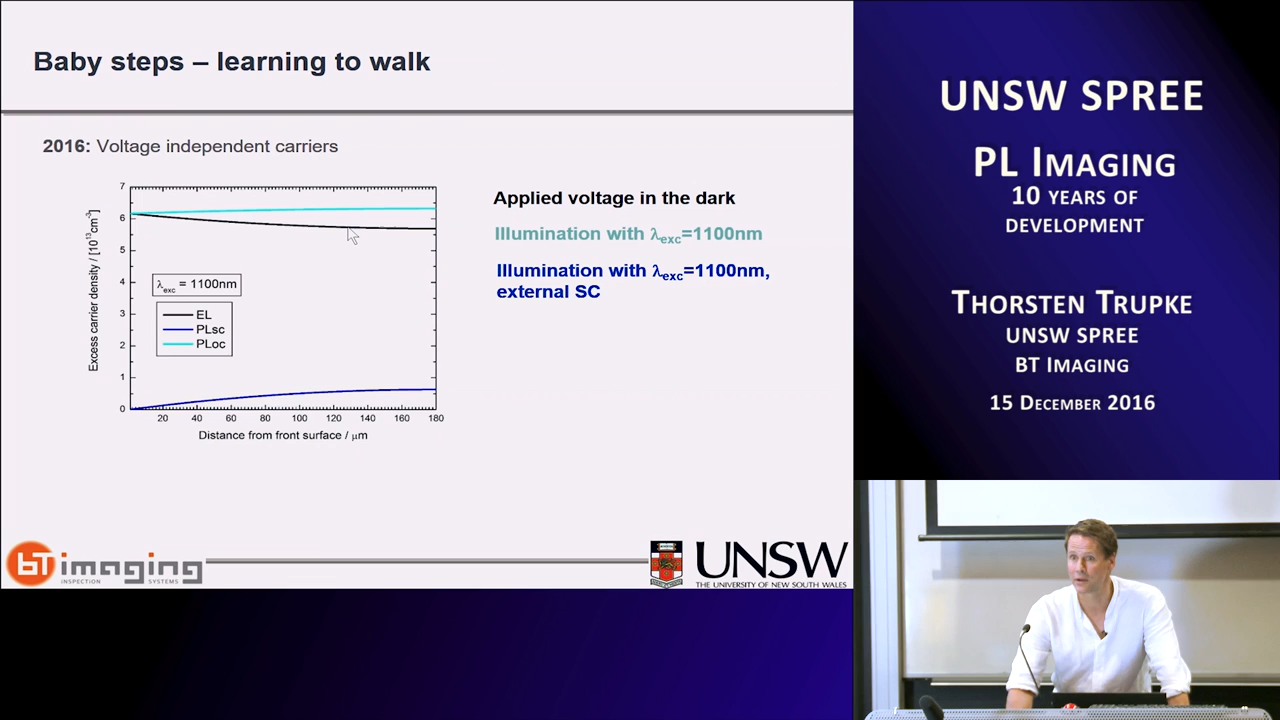 Baby steps – learning to walk
2016: Voltage independent carriers
7
6
5
4
3
2
1
0
Excess carrier density / [10¹³cm⁻³]
λexc = 1100nm
EL
PLsc
PLoc
20 40 60 80 100 120 140 160 180
Distance from front surface / μm
Applied voltage in the dark
Illumination with λexc=1100nm
Illumination with λexc=1100nm,
external SC
bTimaging
INSPECTION SYSTEMS
UNSW
THE UNIVERSITY OF NEW SOUTH WALES
UNSW SPREE
PL IMAGING
10 YEARS OF
DEVELOPMENT
THORSTEN TRUPKE
UNSW SPREE
BT IMAGING
15 DECEMBER 2016